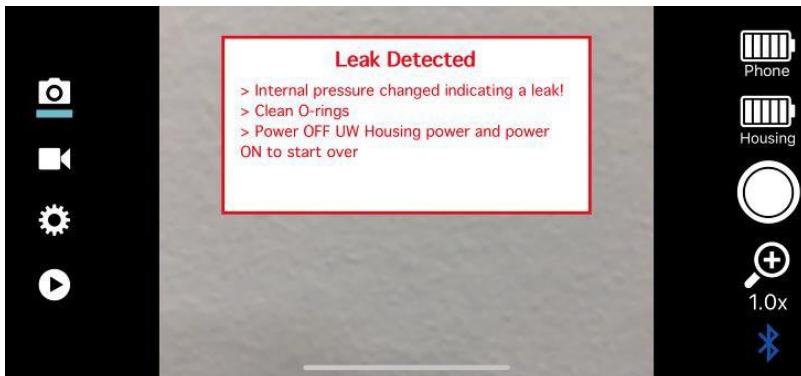 Leak Detected
> Internal pressure changed indicating a leak!
> Clean O-rings
> Power OFF UW Housing power and power
ON to start over
Phone
Housing
1.0x